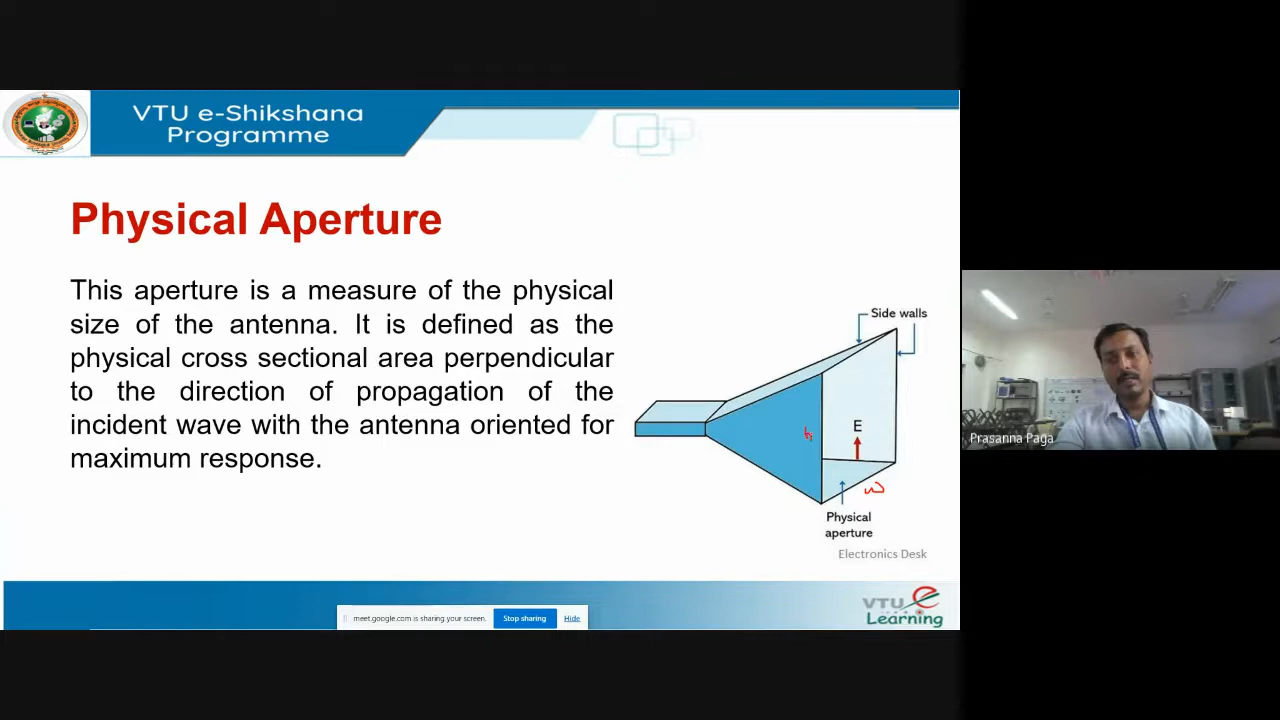 VTU e-Shikshana
Programme
Physical Aperture
This aperture is a measure of the physical
size of the antenna. It is defined as the
physical cross sectional area perpendicular
to the direction of propagation of the
incident wave with the antenna oriented for
maximum response.
Side walls
E
h
w
Physical
aperture
Electronics Desk
Prasanna Paga
meet.google.com is sharing your screen.
Stop sharing
Hide
VTU e
Learning